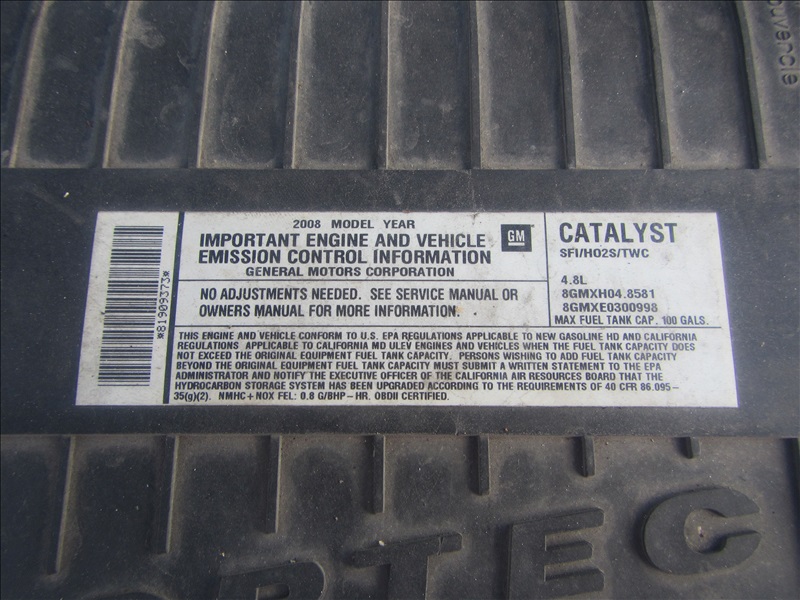 ouvercle
*81909373*
2008 MODEL YEAR
IMPORTANT ENGINE AND VEHICLE
EMISSION CONTROL INFORMATION
GENERAL MOTORS CORPORATION
GM
NO ADJUSTMENTS NEEDED. SEE SERVICE MANUAL OR
OWNERS MANUAL FOR MORE INFORMATION.
CATALYST
SFI/HO2S/TWC
4.8L
8GMXH04.8581
8GMXE0300998
MAX FUEL TANK CAP. 100 GALS.
THIS ENGINE AND VEHICLE CONFORM TO U.S. EPA REGULATIONS APPLICABLE TO NEW GASOLINE HD AND CALIFORNIA
REGULATIONS APPLICABLE TO CALIFORNIA MD ULEV ENGINES AND VEHICLES WHEN THE FUEL TANK CAPACITY DOES
NOT EXCEED THE ORIGINAL EQUIPMENT FUEL TANK CAPACITY. PERSONS WISHING TO ADD FUEL TANK CAPACITY
BEYOND THE ORIGINAL EQUIPMENT FUEL TANK CAPACITY MUST SUBMIT A WRITTEN STATEMENT TO THE EPA
ADMINISTRATOR AND NOTIFY THE EXECUTIVE OFFICER OF THE CALIFORNIA AIR RESOURCES BOARD THAT THE
HYDROCARBON STORAGE SYSTEM HAS BEEN UPGRADED ACCORDING TO THE REQUIREMENTS OF 40 CFR 86.095-
35(g)(2). NMHC+NOX FEL: 0.8 G/BHP-HR. OBDII CERTIFIED.
ORTEC